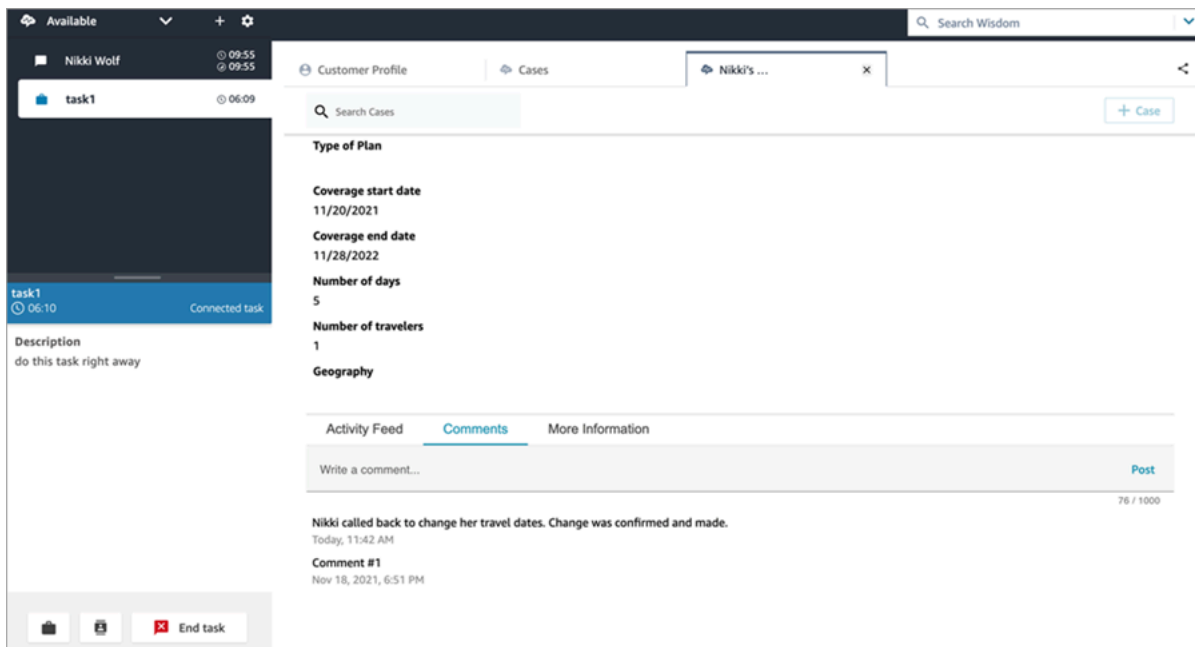 Available
Search Wisdom
Nikki Wolf
09:55
09:55
task1
06:09
Customer Profile
Cases
Nikki's ...
Search Cases
+ Case
Type of Plan
Coverage start date
11/20/2021
Coverage end date
11/28/2022
Number of days
5
Number of travelers
1
Geography
task1
06:10
Connected task
Description
do this task right away
Activity Feed
Comments
More Information
Write a comment...
Post
76 / 1000
Nikki called back to change her travel dates. Change was confirmed and made.
Today, 11:42 AM
Comment #1
Nov 18, 2021, 6:51 PM
End task